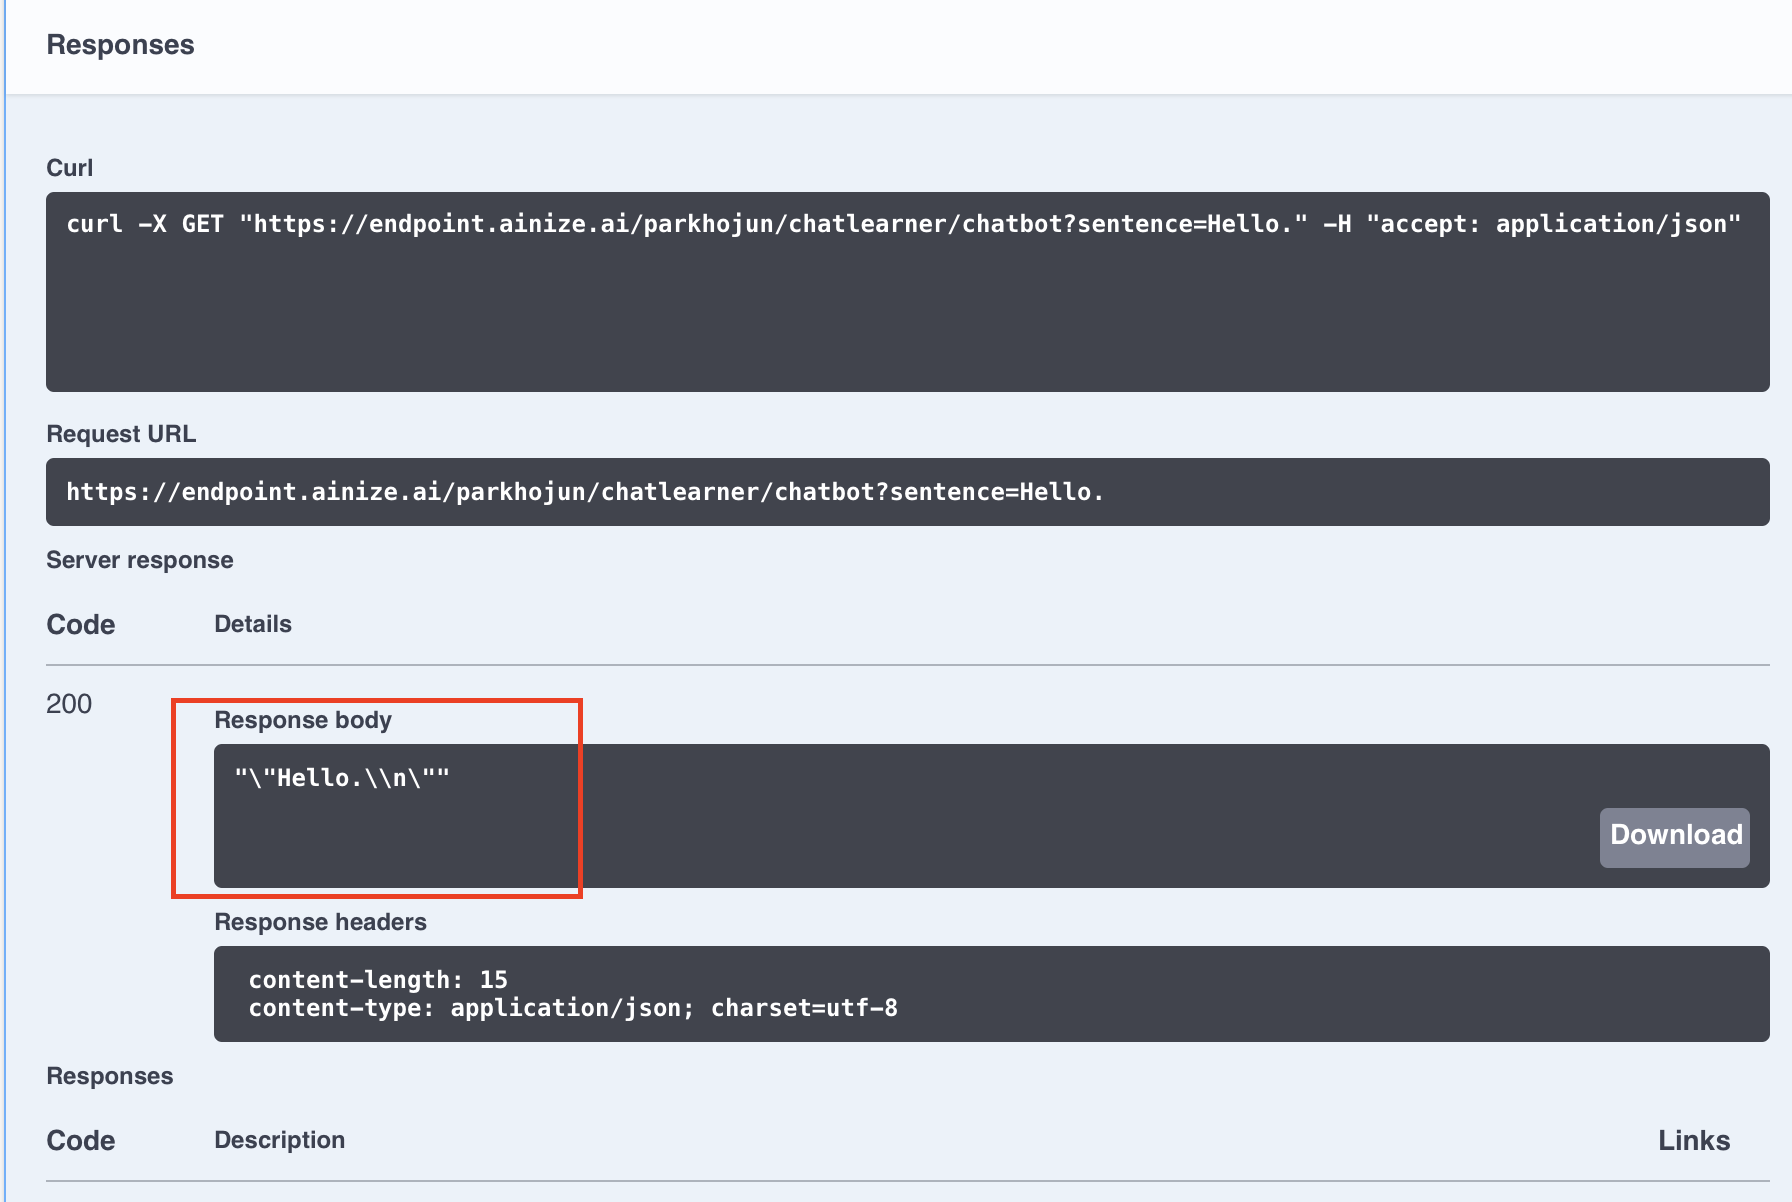 Responses
Curl
curl -X GET "https://endpoint.ainize.ai/parkhojun/chatlearner/chatbot?sentence=Hello." -H "accept: application/json"
Request URL
https://endpoint.ainize.ai/parkhojun/chatlearner/chatbot?sentence=Hello.
Server response
Code Details
200
Response body
"\"Hello.\\n\""
Download
Response headers
content-length: 15
content-type: application/json; charset=utf-8
Responses
Code Description Links